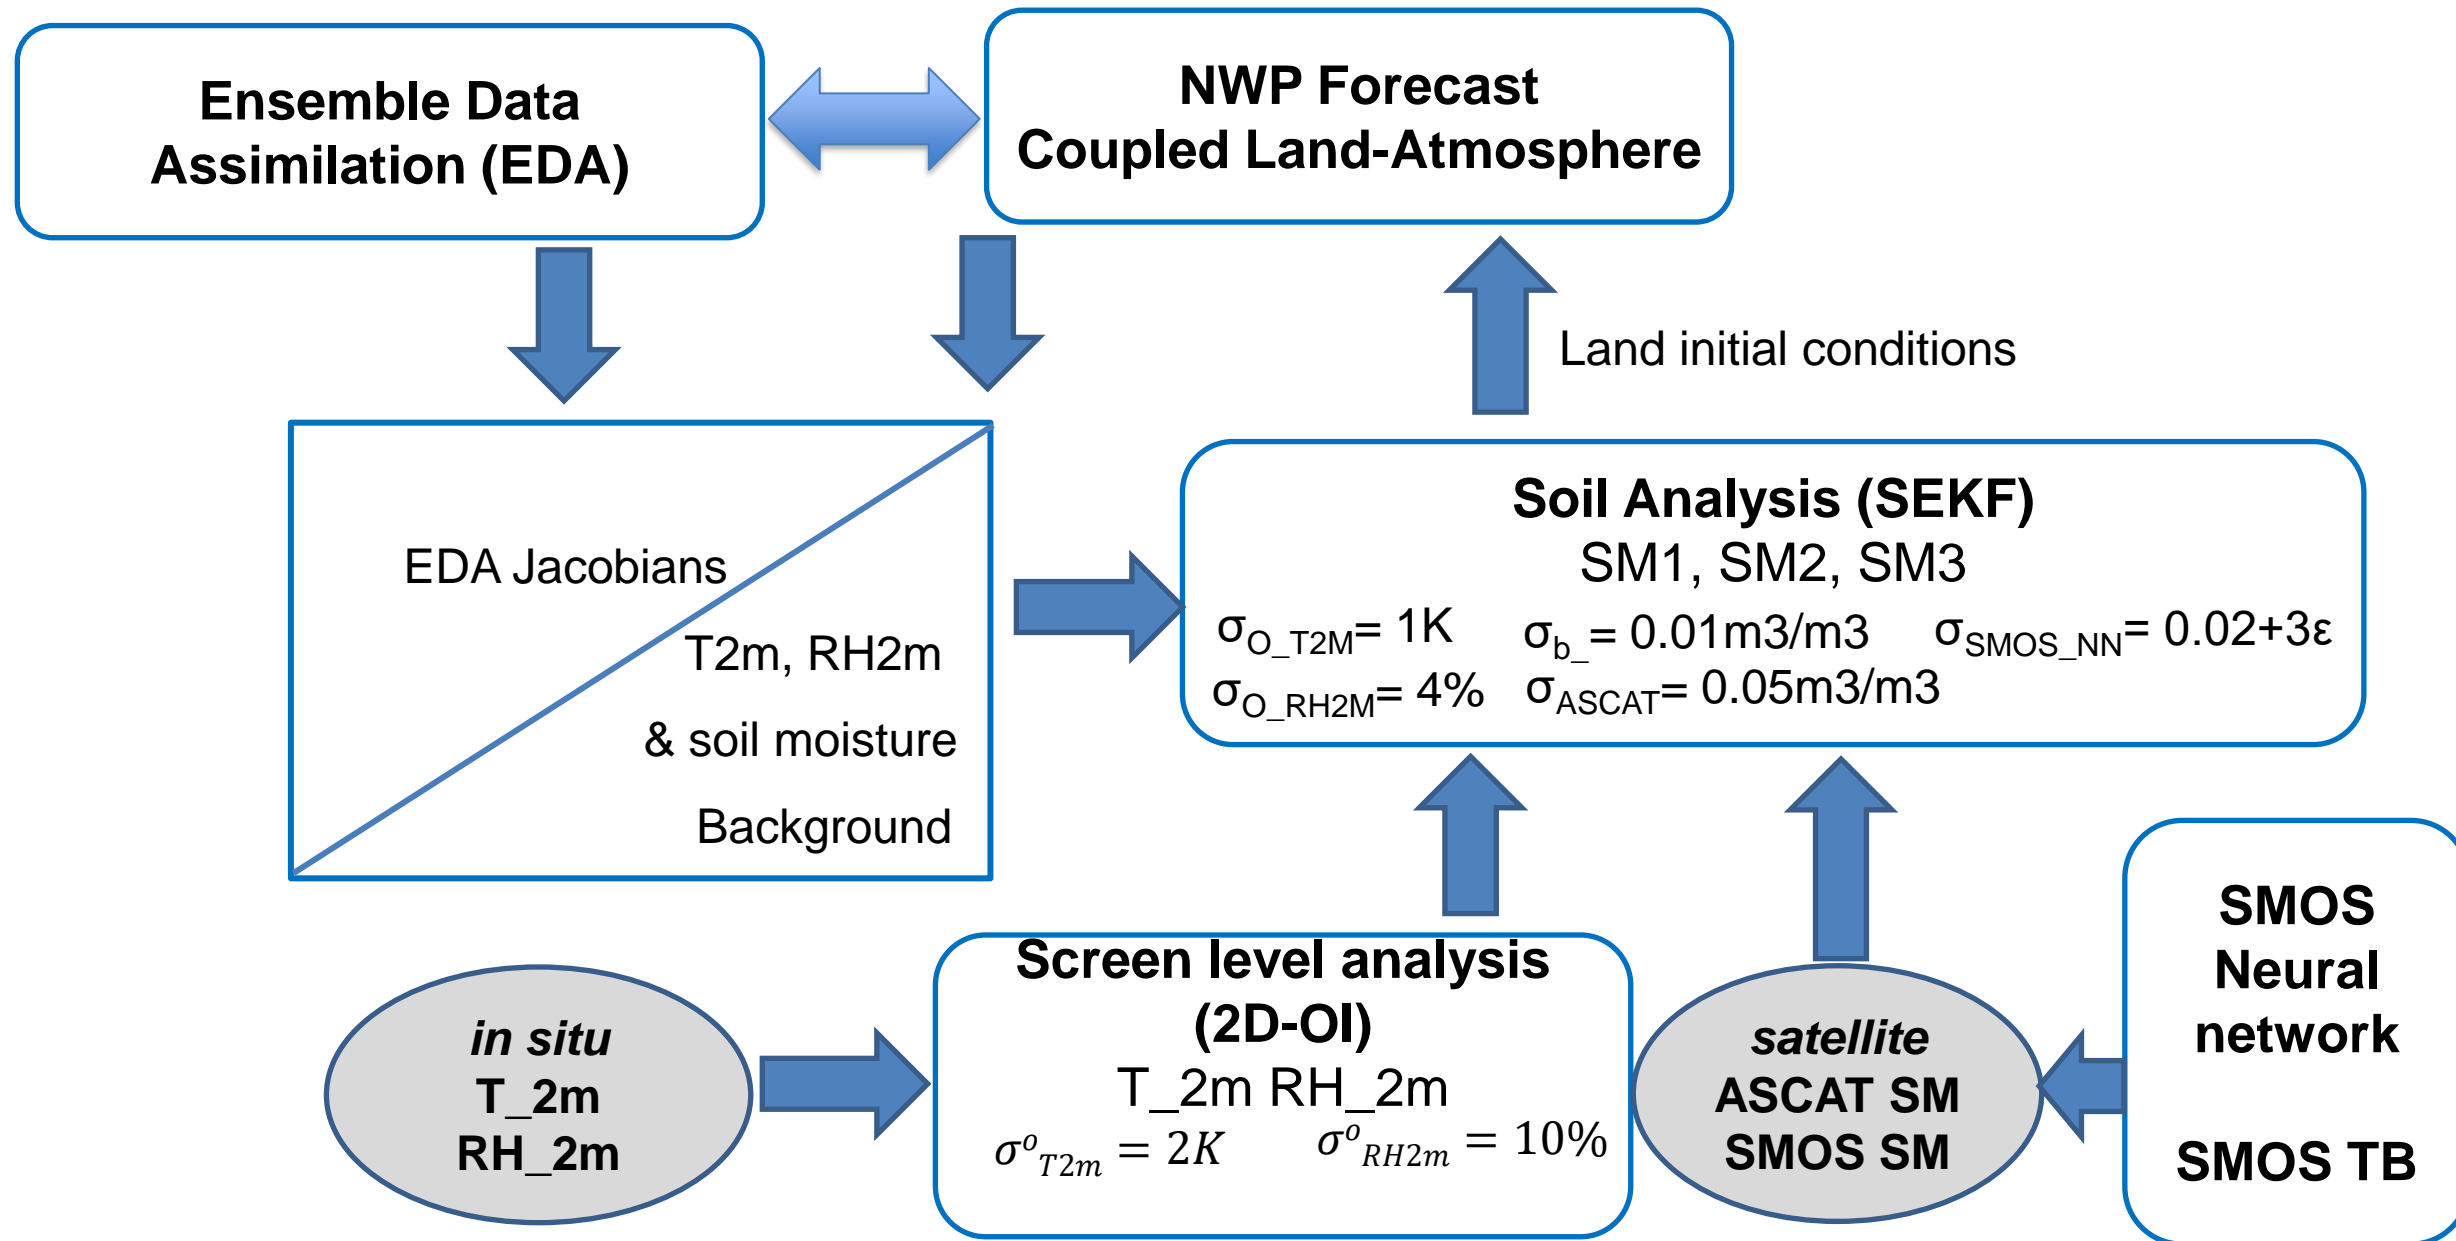 Ensemble Data
Assimilation (EDA)
NWP Forecast
Coupled Land-Atmosphere
Land initial conditions
EDA Jacobians
T2m, RH2m
& soil moisture
Background
Soil Analysis (SEKF)
SM1, SM2, SM3
σO_T2M= 1K σb_= 0.01m3/m3 σSMOS_NN= 0.02+3ε
σO_RH2M= 4% σASCAT= 0.05m3/m3
in situ
T_2m
RH_2m
Screen level analysis
(2D-OI)
T_2m RH_2m
σ^o_T2m = 2K σ^o_RH2m = 10%
satellite
ASCAT SM
SMOS SM
SMOS
Neural
network
SMOS TB